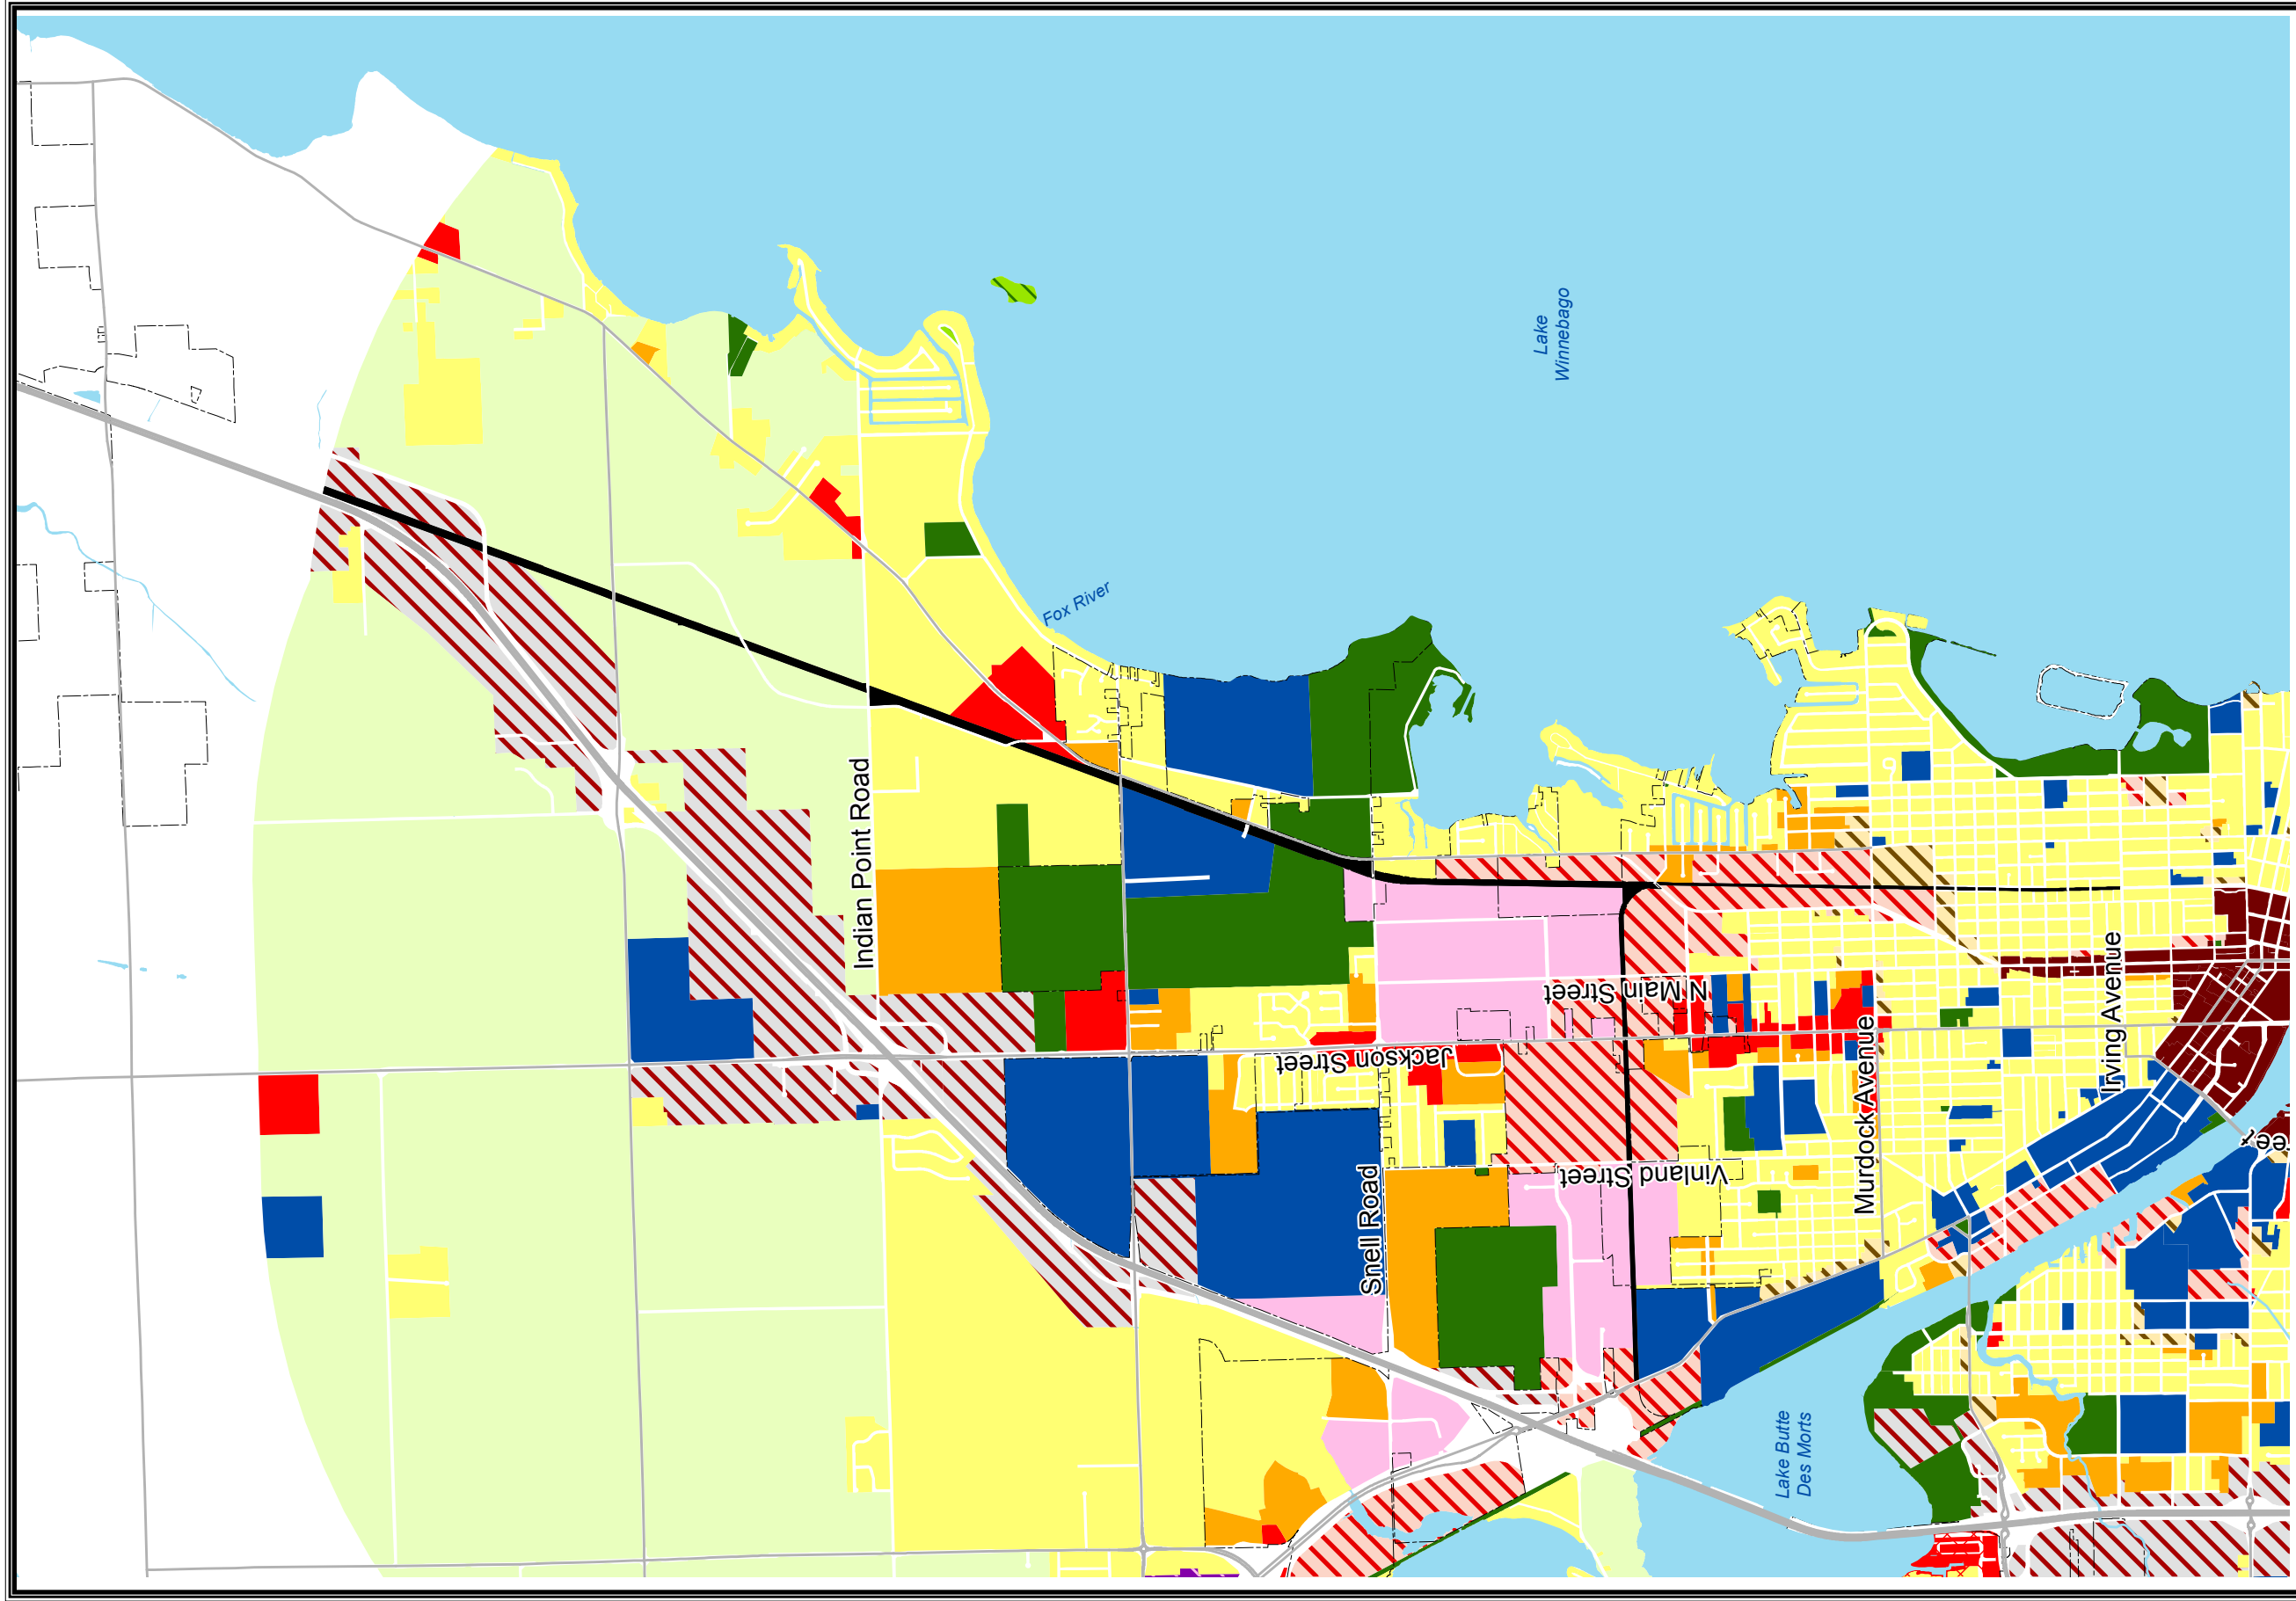 Lake
Winnebago
Fox River
Indian Point Road
N Main Street
Jackson Street
Irving Avenue
Murdock Avenue
Vinland Street
Snell Road
Lake Butte
Des Morts